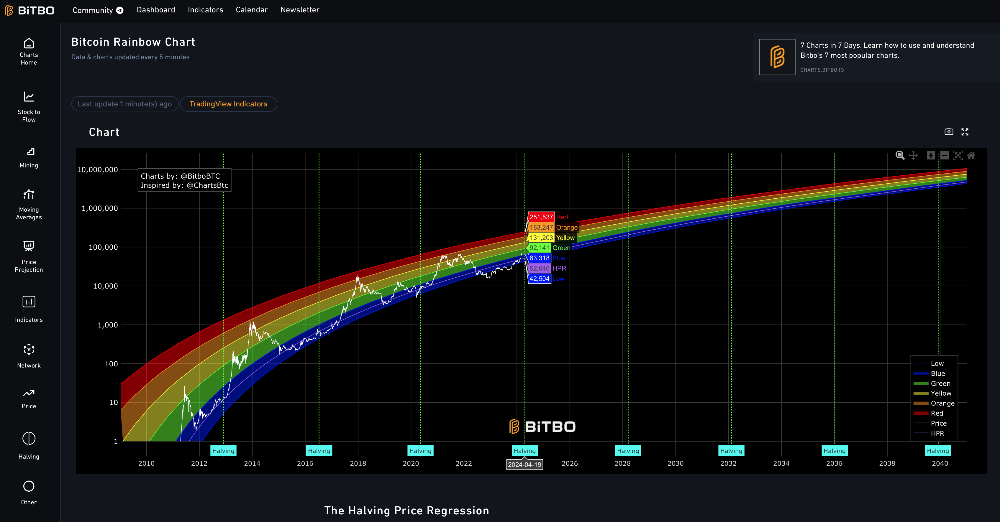 BiTBO
Community
Dashboard
Indicators
Calendar
Newsletter
Charts
Home
Stock to
Flow
Mining
Moving
Averages
Price
Projection
Indicators
Network
Price
Halving
Other
Bitcoin Rainbow Chart
Data & charts updated every 5 minutes
7 Charts in 7 Days. Learn how to use and understand
Bitbo's 7 most popular charts.
CHARTS.BITBO.IO
Last update 1 minute(s) ago
TradingView Indicators
Chart
10,000,000
1,000,000
100,000
10,000
1,000
100
10
1
Charts by: @BitboBTC
Inspired by: @ChartsBtc
251,537 Red
183,247 Orange
131,203 Yellow
92,141 Green
63,318 Blue
52,046 HPR
42,504 Low
Low
Blue
Green
Yellow
Orange
Red
Price
HPR
BiTBO
Halving
Halving
Halving
Halving
Halving
Halving
Halving
Halving
2010
2012
2014
2016
2018
2020
2022
2024-04-19
2026
2028
2030
2032
2034
2036
2038
2040
The Halving Price Regression